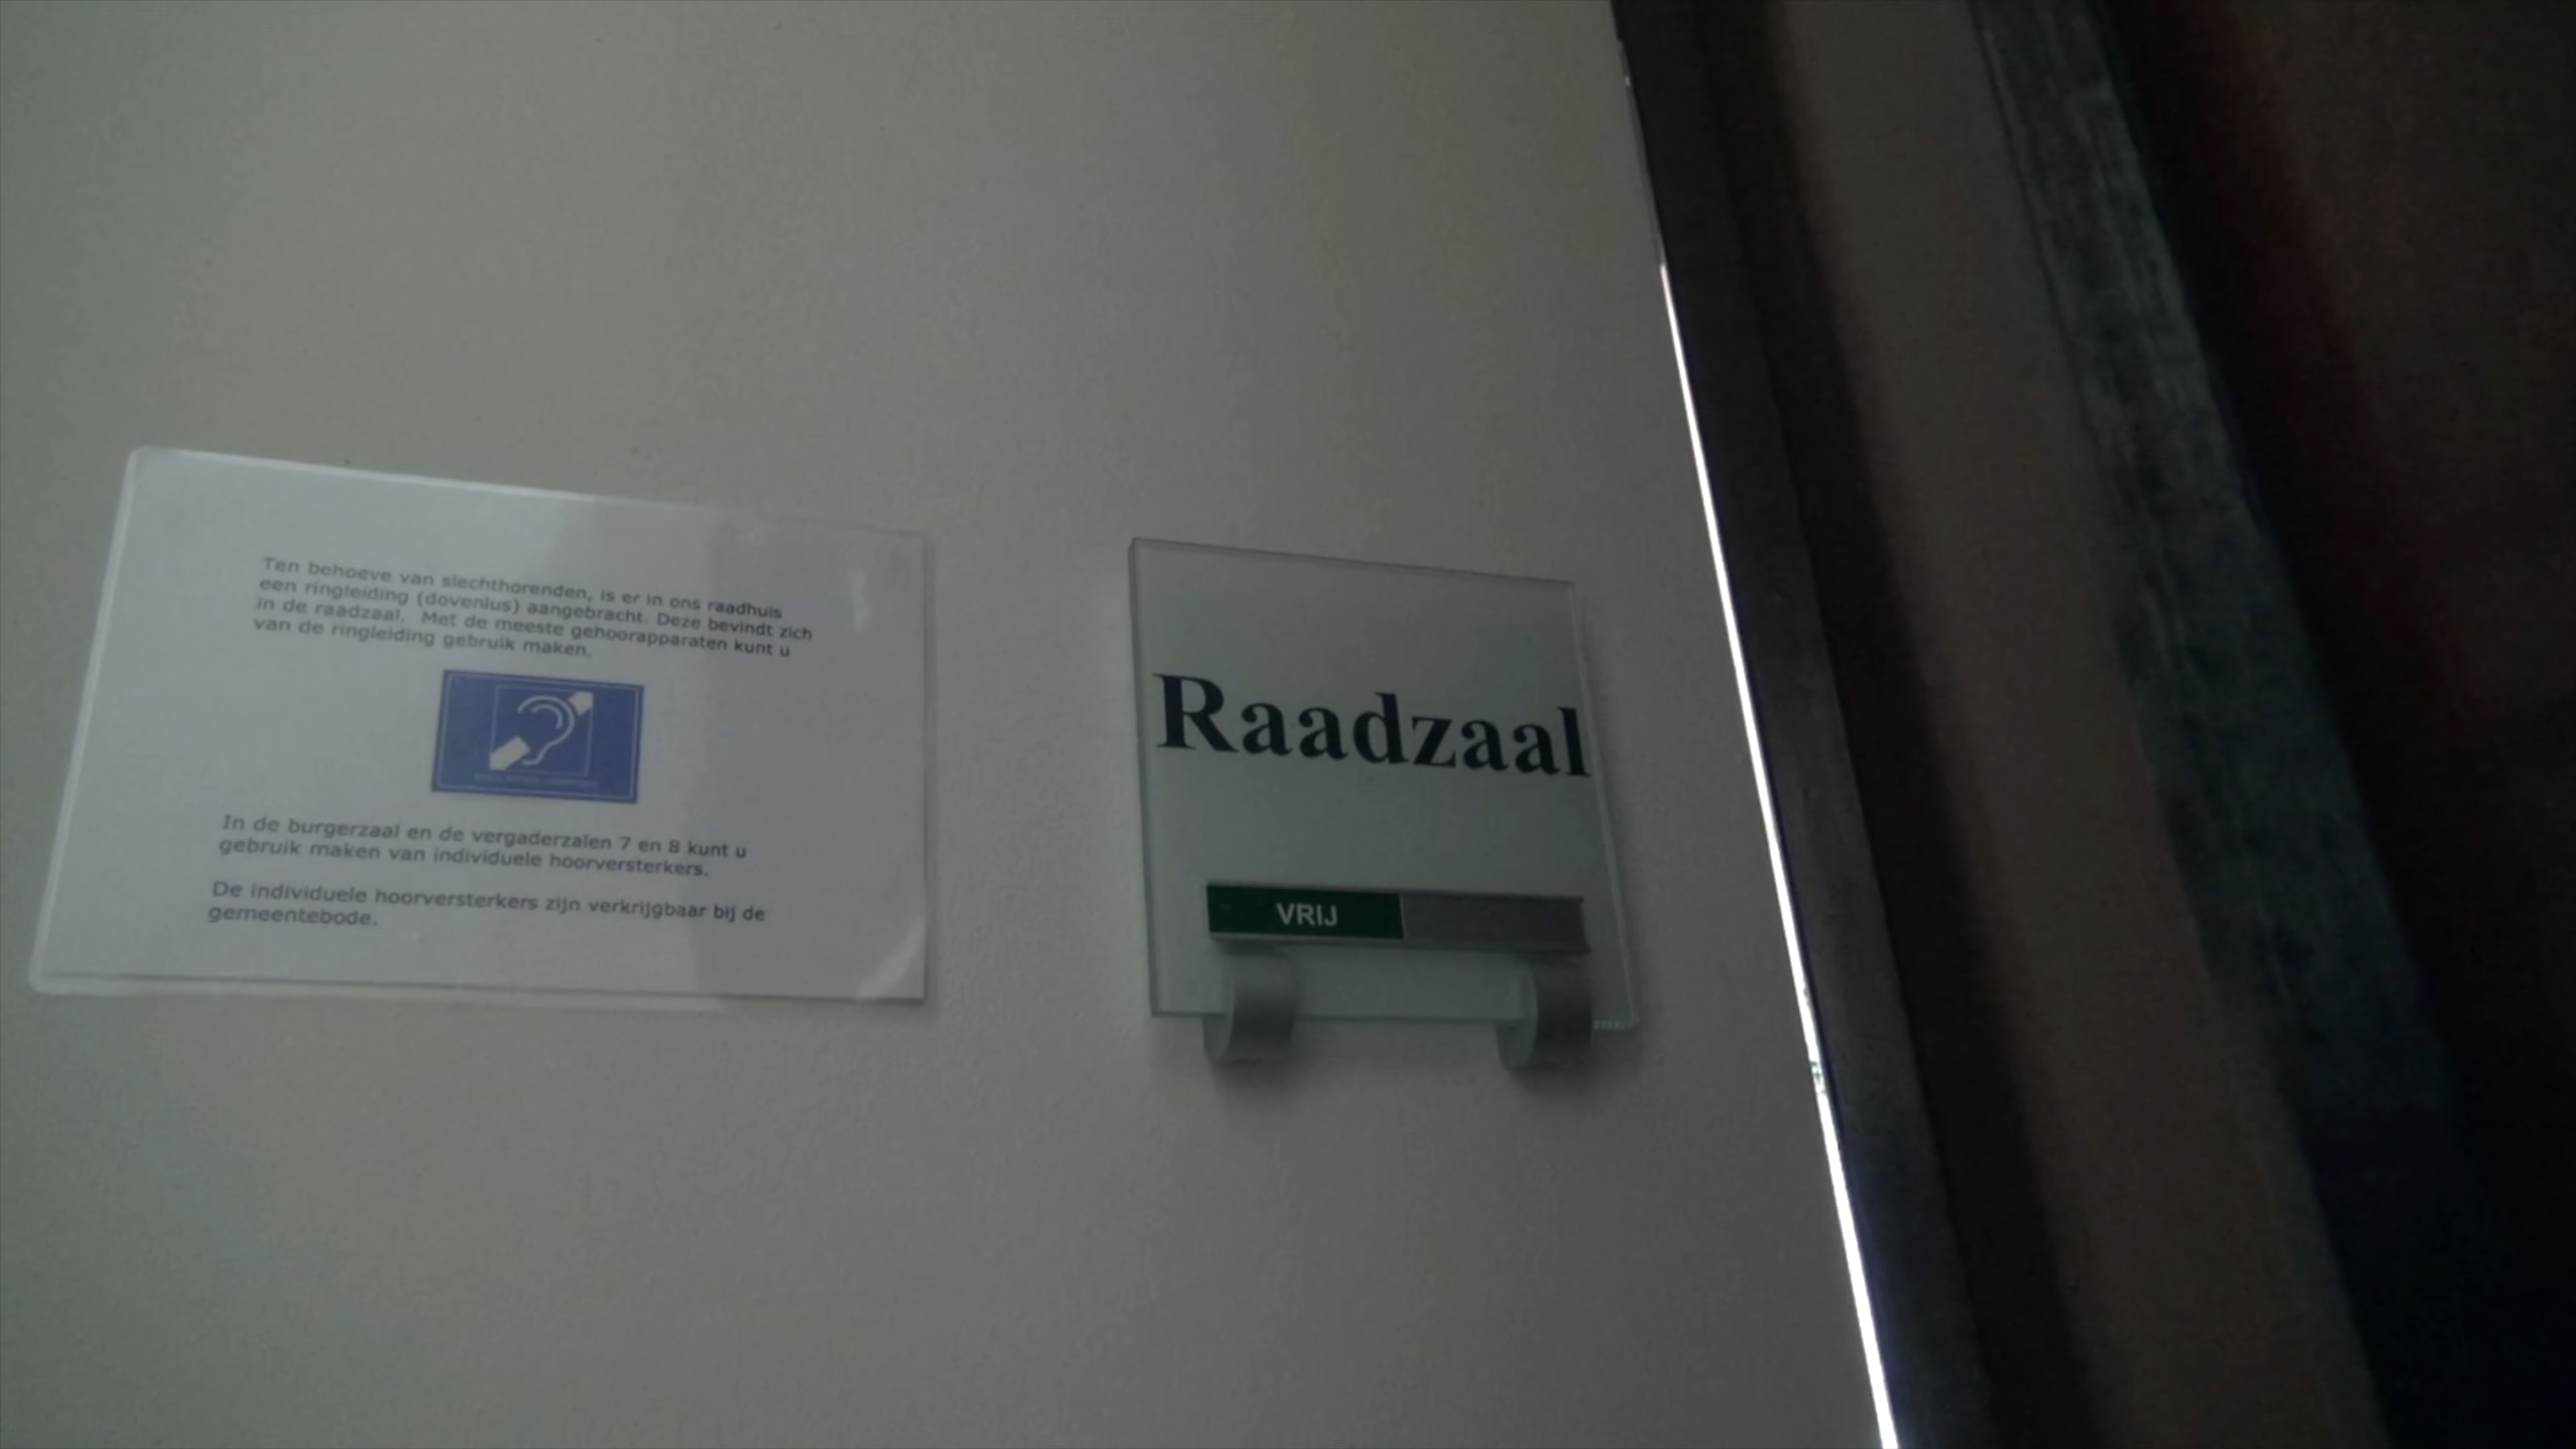 Ten behoeve van slechthorenden, is er in ons raadhuis
een ringleiding (dovenlus) aangebracht. Deze bevindt zich
in de raadzaal. Met de meeste gehoorapparaten kunt u
van de ringleiding gebruik maken.
In de burgerzaal en de vergaderzalen 7 en 8 kunt u
gebruik maken van individuele hoorversterkers.
De individuele hoorversterkers zijn verkrijgbaar bij de
gemeentebode.
Raadzaal
VRIJ